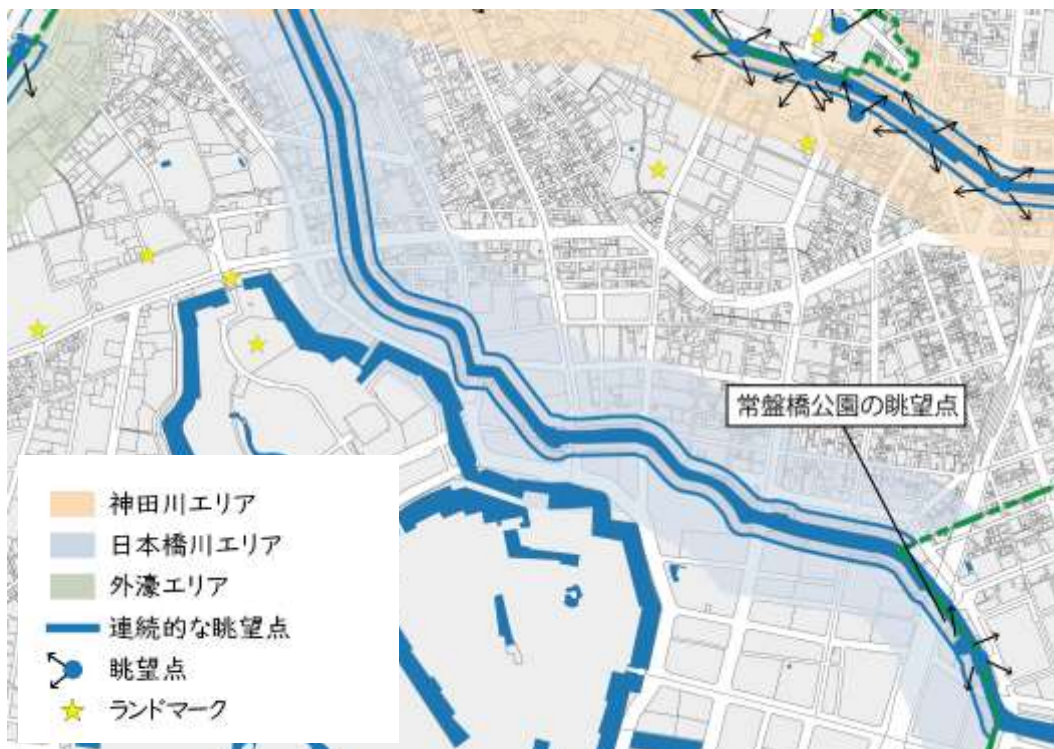 常盤橋公園の眺望点
神田川エリア
日本橋川エリア
外濠エリア
連続的な眺望点
眺望点
ランドマーク